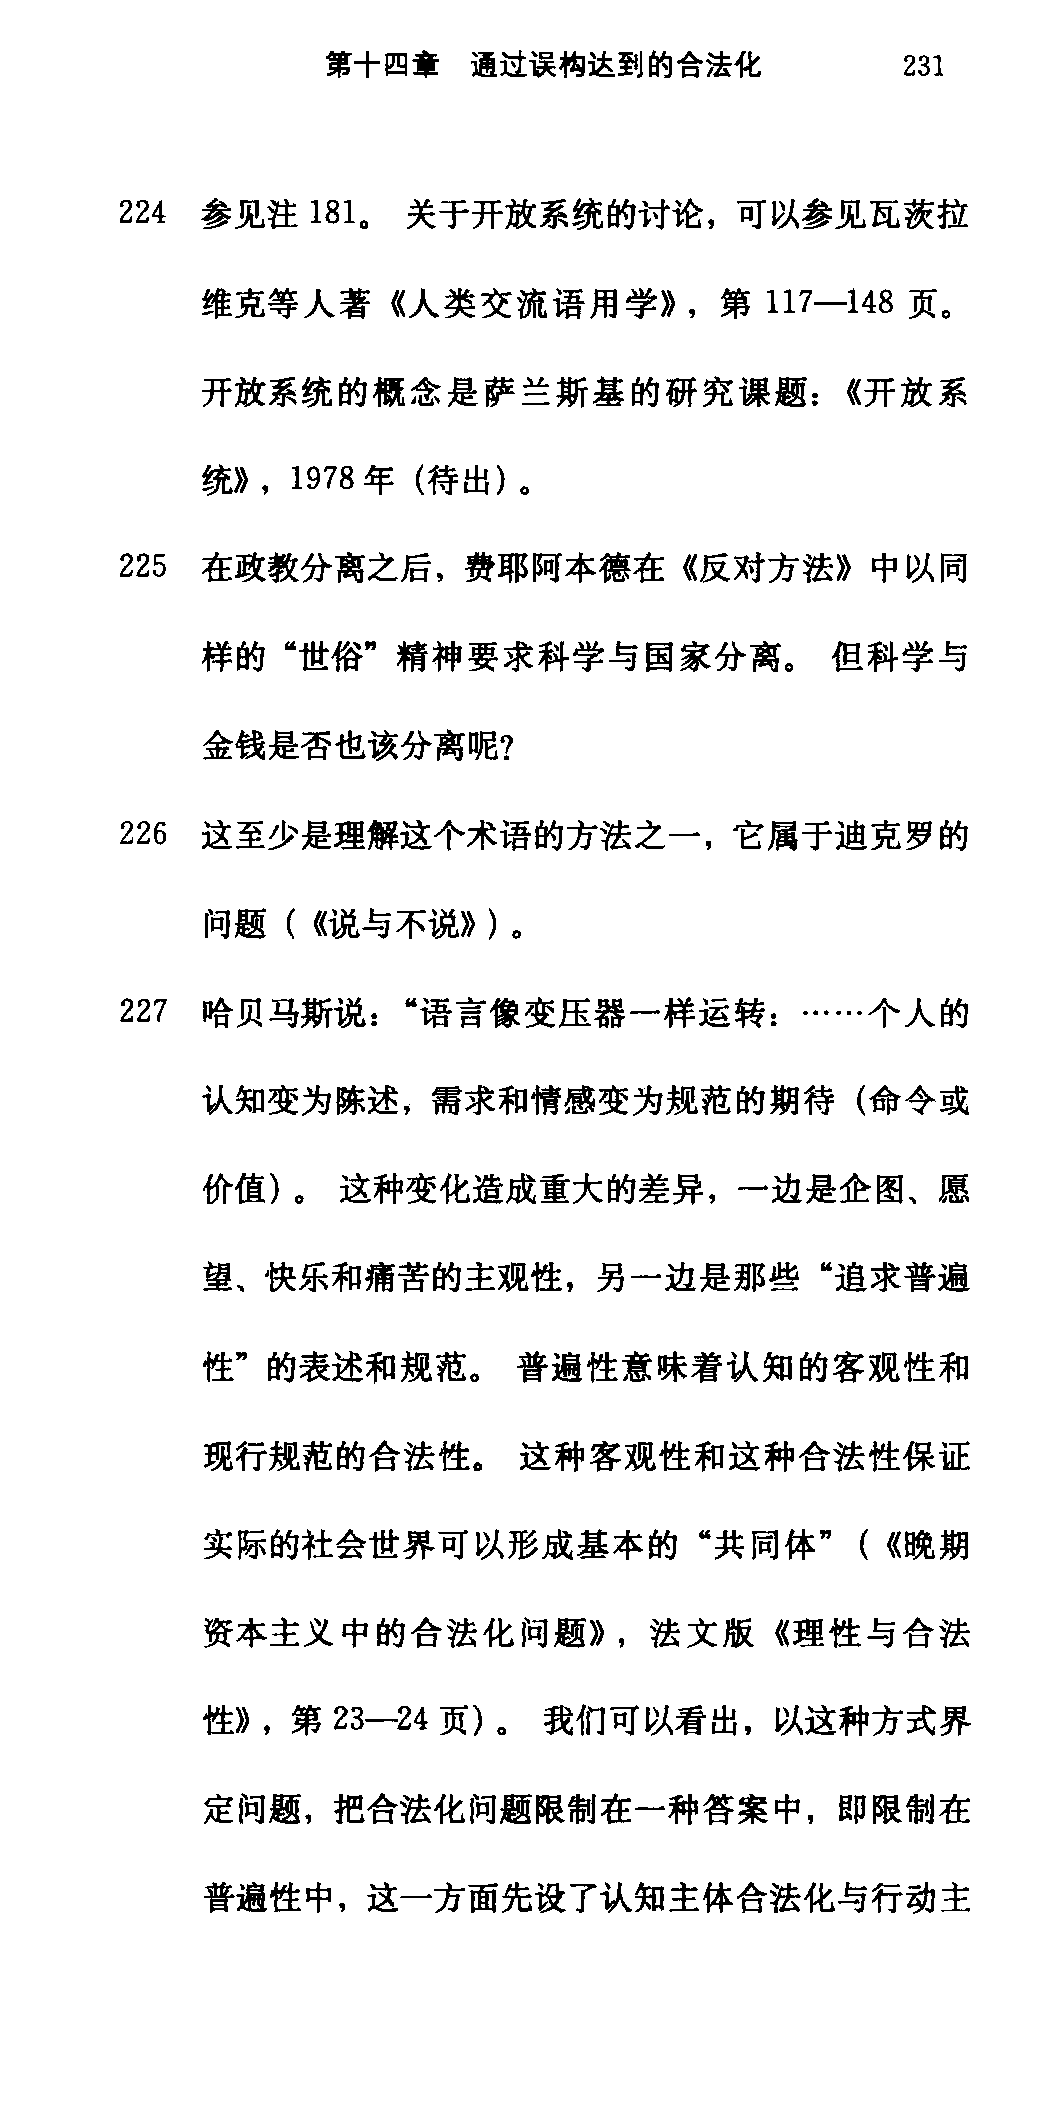 第十四章　通过误构达到的合法化　231
224 参见注 181。 关于开放系统的讨论，可以参见瓦茨拉
维克等人著《人类交流语用学》，第 117—148 页。
开放系统的概念是萨兰斯基的研究课题：《开放系
统》，1978 年（待出）。
225 在政教分离之后，费耶阿本德在《反对方法》中以同
样的“世俗”精神要求科学与国家分离。 但科学与
金钱是否也该分离呢？
226 这至少是理解这个术语的方法之一，它属于迪克罗的
问题（《说与不说》）。
227 哈贝马斯说：“语言像变压器一样运转：……个人的
认知变为陈述，需求和情感变为规范的期待（命令或
价值）。 这种变化造成重大的差异，一边是企图、愿
望、快乐和痛苦的主观性，另一边是那些“追求普遍
性”的表述和规范。 普遍性意味着认知的客观性和
现行规范的合法性。 这种客观性和这种合法性保证
实际的社会世界可以形成基本的“共同体”（《晚期
资本主义中的合法化问题》，法文版《理性与合法
性》，第 23—24 页）。 我们可以看出，以这种方式界
定问题，把合法化问题限制在一种答案中，即限制在
普遍性中，这一方面先设了认知主体合法化与行动主